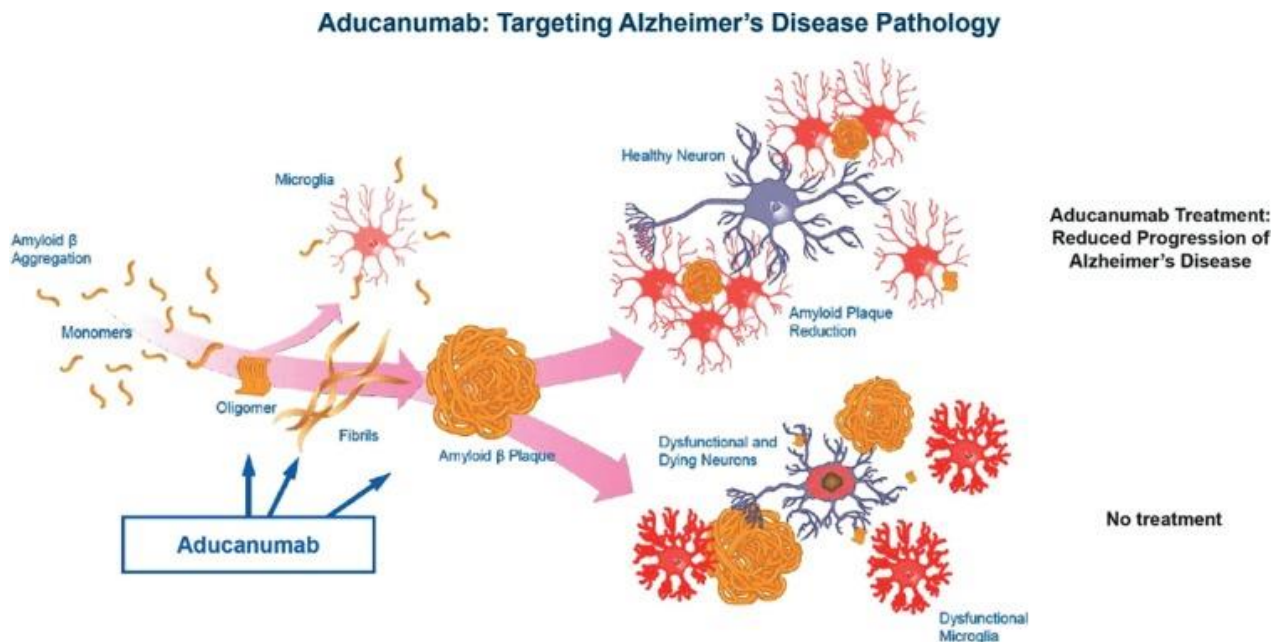 Aducanumab: Targeting Alzheimer's Disease Pathology
Healthy Neuron
Microglia
Amyloid β
Aggregation
Monomers
Oligomer
Fibrils
Amyloid β Plaque
Aducanumab
Amyloid Plaque
Reduction
Aducanumab Treatment:
Reduced Progression of
Alzheimer's Disease
Dysfunctional and
Dying Neurons
No treatment
Dysfunctional
Microglia